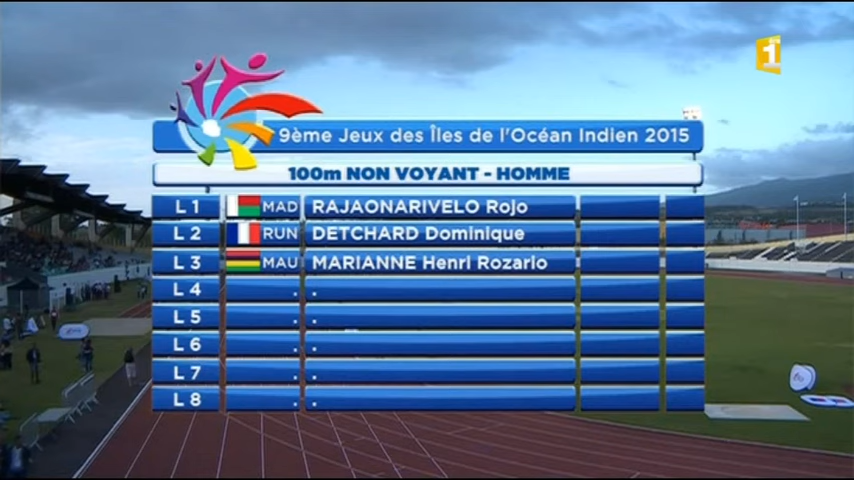 1
9ème Jeux des Îles de l'Océan Indien 2015
100m NON VOYANT - HOMME
L 1 MAD RAJAONARIVELO Rojo
L 2 RUN DETCHARD Dominique
L 3 MAU MARIANNE Henri Rozario
L 4 . .
L 5 . .
L 6 . .
L 7 . .
L 8 . .